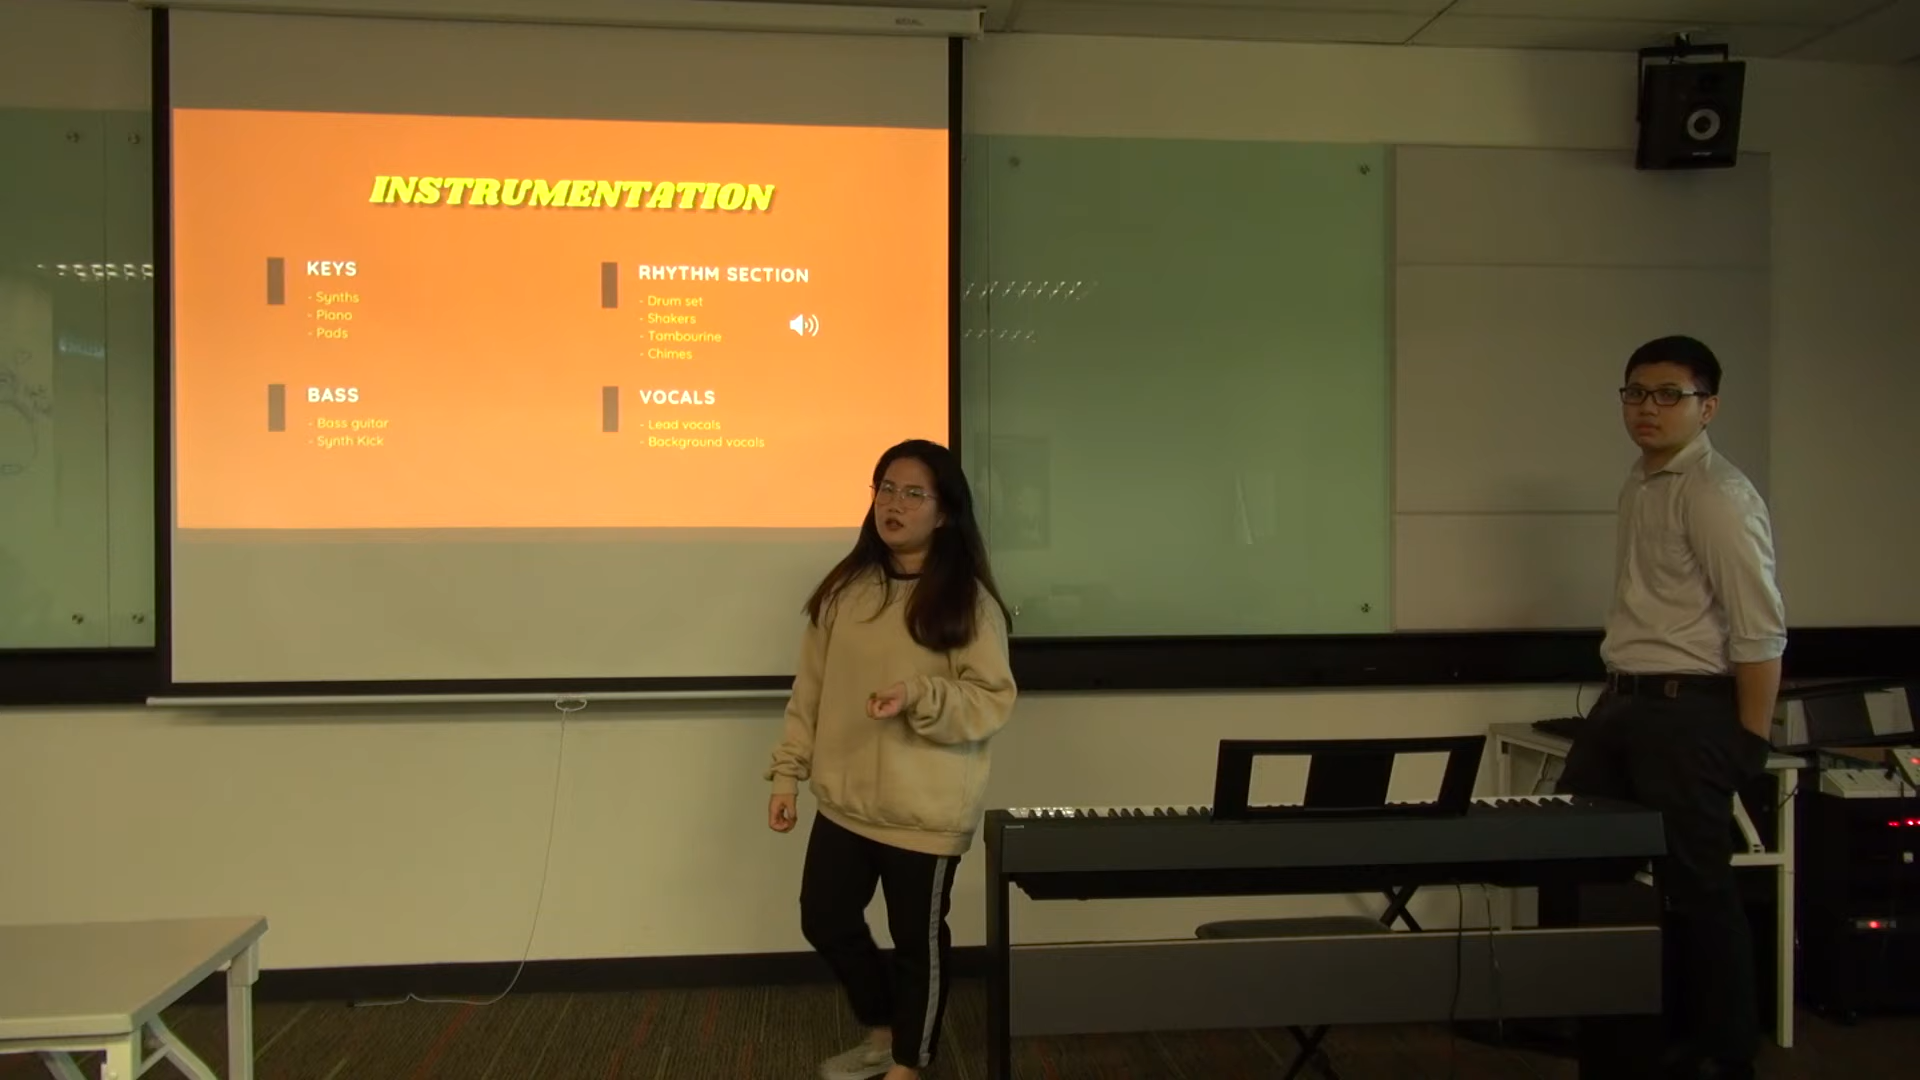 INSTRUMENTATION
KEYS
- Synths
- Piano
- Pads
RHYTHM SECTION
- Drum set
- Shakers
- Tambourine
- Chimes
BASS
- Bass guitar
- Synth Kick
VOCALS
- Lead vocals
- Background vocals